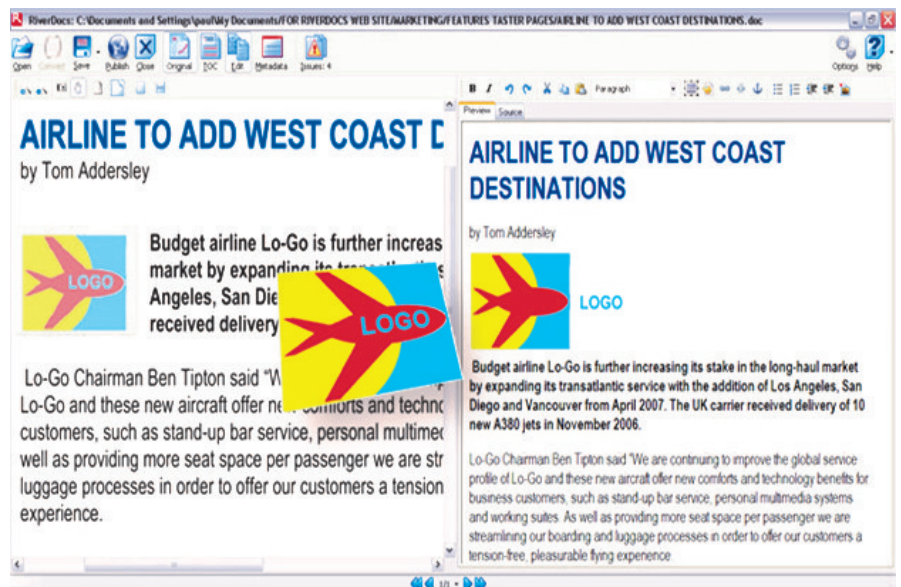 RiverDocs: C:\Documents and Settings\paul\My Documents\FOR RIVERDOCS WEB SITE\MARKETING\FEATURES TASTER PAGES\AIRLINE TO ADD WEST COAST DESTINATIONS.doc
Open Convert Save Publish Close Original TOC Edit Metadata Issues: 4 Options Help
B I Paragraph
Preview Source
AIRLINE TO ADD WEST COAST D
by Tom Addersley
LOGO
Budget airline Lo-Go is further increas
market by expanding its
Angeles, San Die
received delivery
LOGO
Lo-Go Chairman Ben Tipton said “W
Lo-Go and these new aircraft offer new comforts and techno
customers, such as stand-up bar service, personal multimed
well as providing more seat space per passenger we are str
luggage processes in order to offer our customers a tension
experience.
AIRLINE TO ADD WEST COAST
DESTINATIONS
by Tom Addersley
LOGO
Budget airline Lo-Go is further increasing its stake in the long-haul market
by expanding its transatlantic service with the addition of Los Angeles, San
Diego and Vancouver from April 2007. The UK carrier received delivery of 10
new A380 jets in November 2006.
Lo-Go Chairman Ben Tipton said “We are continuing to improve the global service
profile of Lo-Go and these new aircraft offer new comforts and technology benefits for
business customers, such as stand-up bar service, personal multimedia systems
and working suites. As well as providing more seat space per passenger we are
streamlining our boarding and luggage processes in order to offer our customers a
tension-free, pleasurable flying experience
1/1